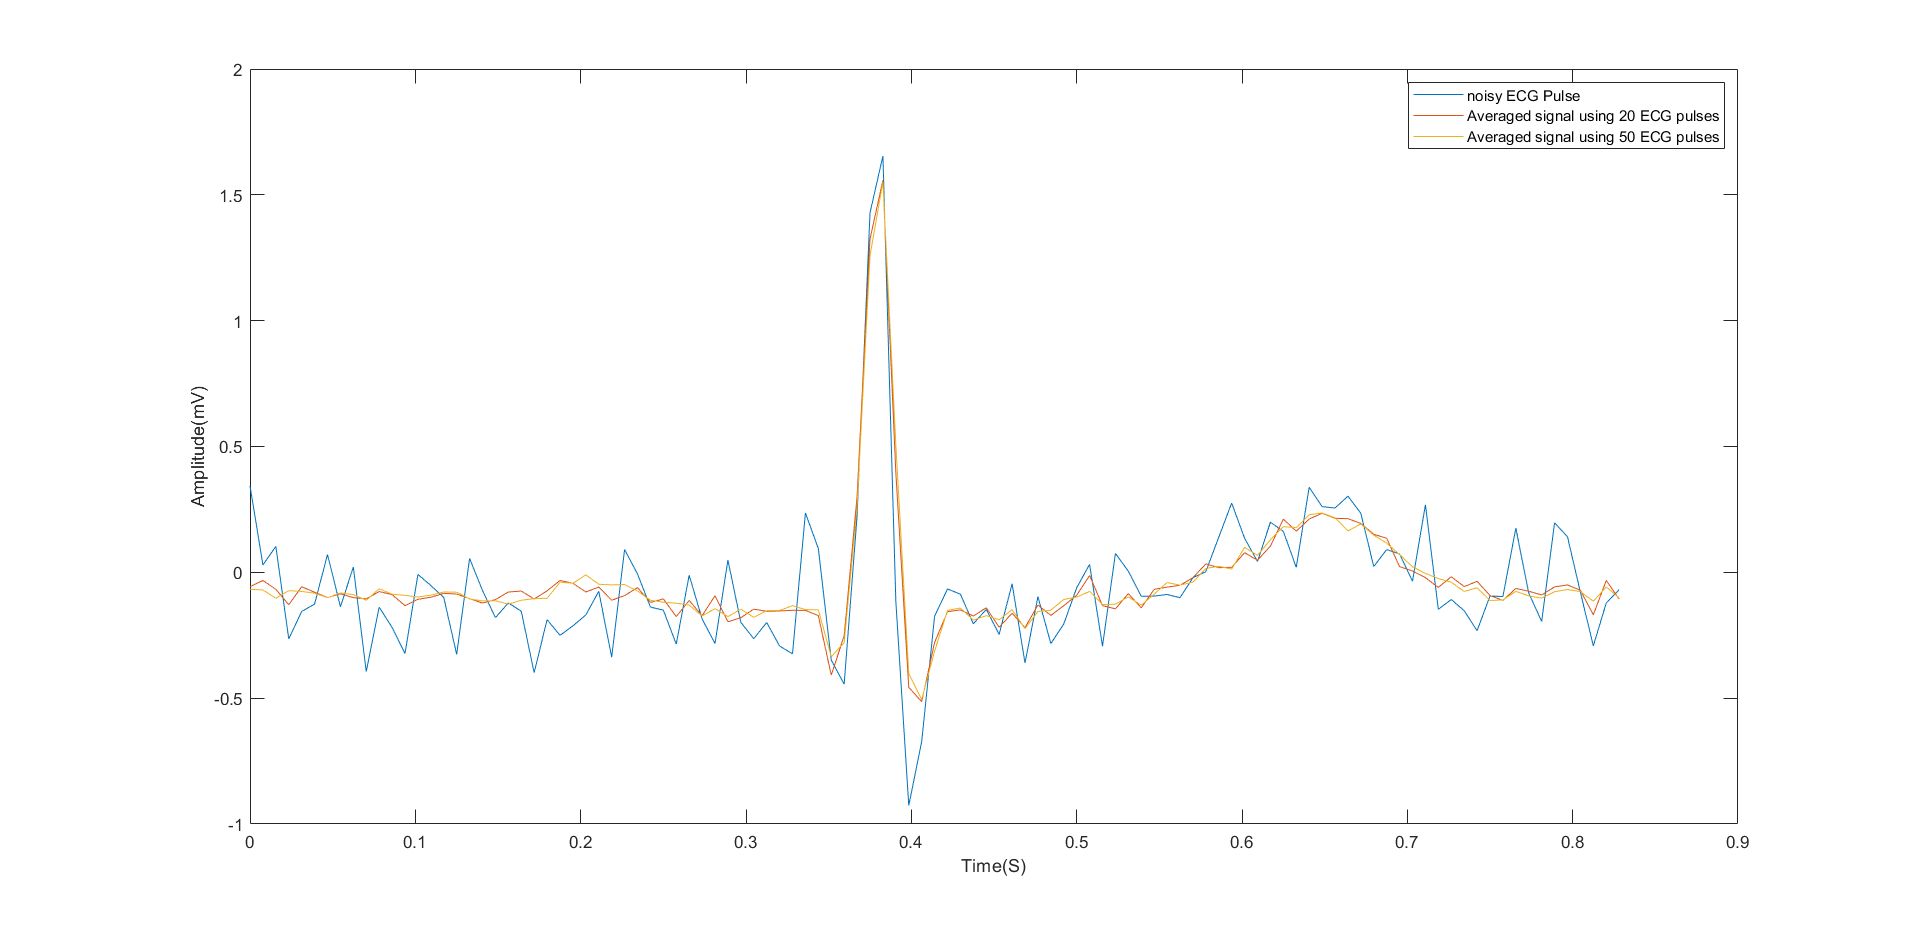 2
1.5
1
0.5
0
-0.5
-1
Amplitude(mV)
noisy ECG Pulse
Averaged signal using 20 ECG pulses
Averaged signal using 50 ECG pulses
0 0.1 0.2 0.3 0.4 0.5 0.6 0.7 0.8 0.9
Time(S)